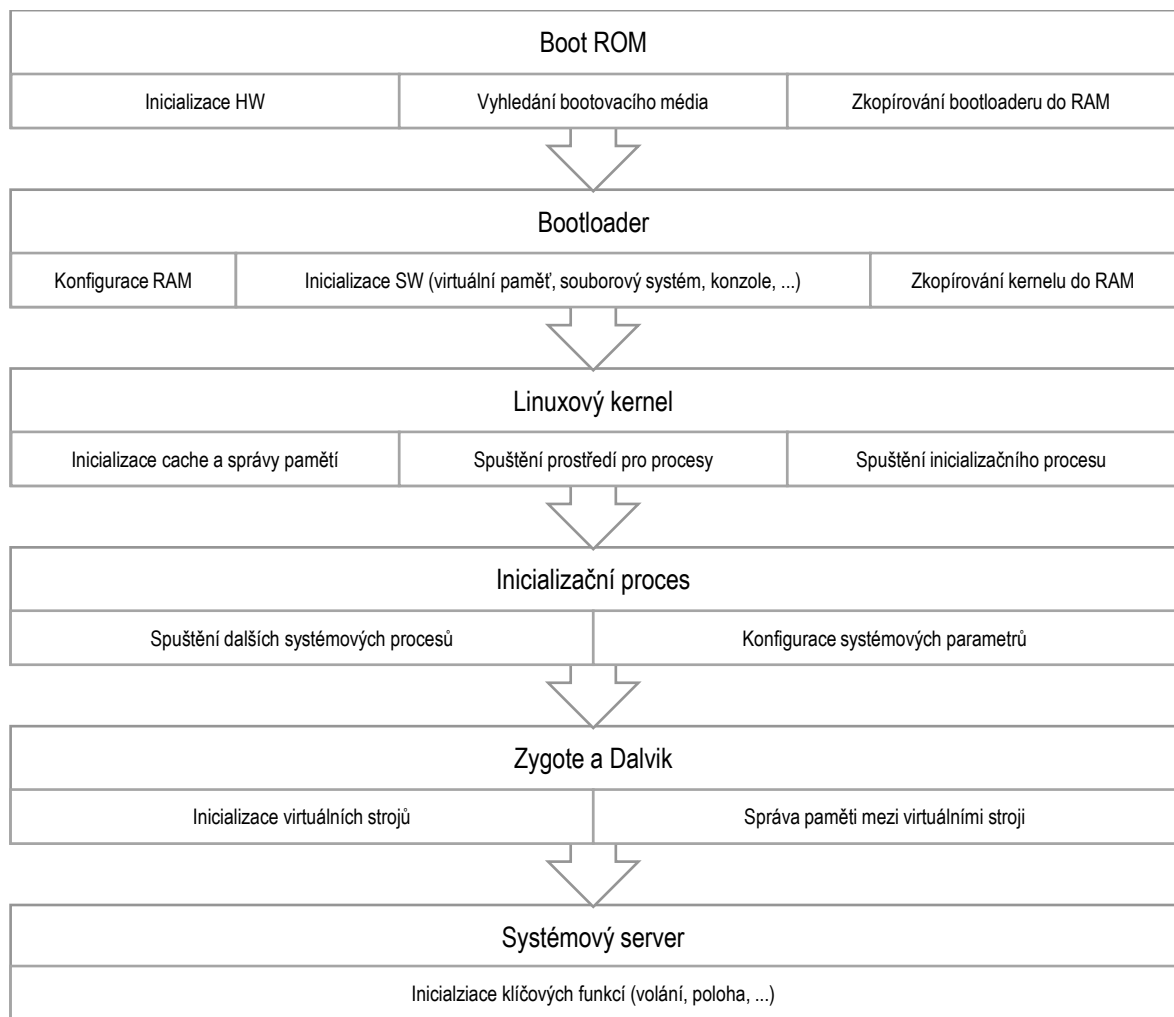 Boot ROM
Inicializace HW
Vyhledání bootovacího média
Zkopírování bootloaderu do RAM
Bootloader
Konfigurace RAM
Inicializace SW (virtuální paměť, souborový systém, konzole, ...)
Zkopírování kernelu do RAM
Linuxový kernel
Inicializace cache a správy pamětí
Spuštění prostředí pro procesy
Spuštění inicializačního procesu
Inicializační proces
Spuštění dalších systémových procesů
Konfigurace systémových parametrů
Zygote a Dalvik
Inicializace virtuálních strojů
Správa paměti mezi virtuálními stroji
Systémový server
Inicialziace klíčových funkcí (volání, poloha, ...)